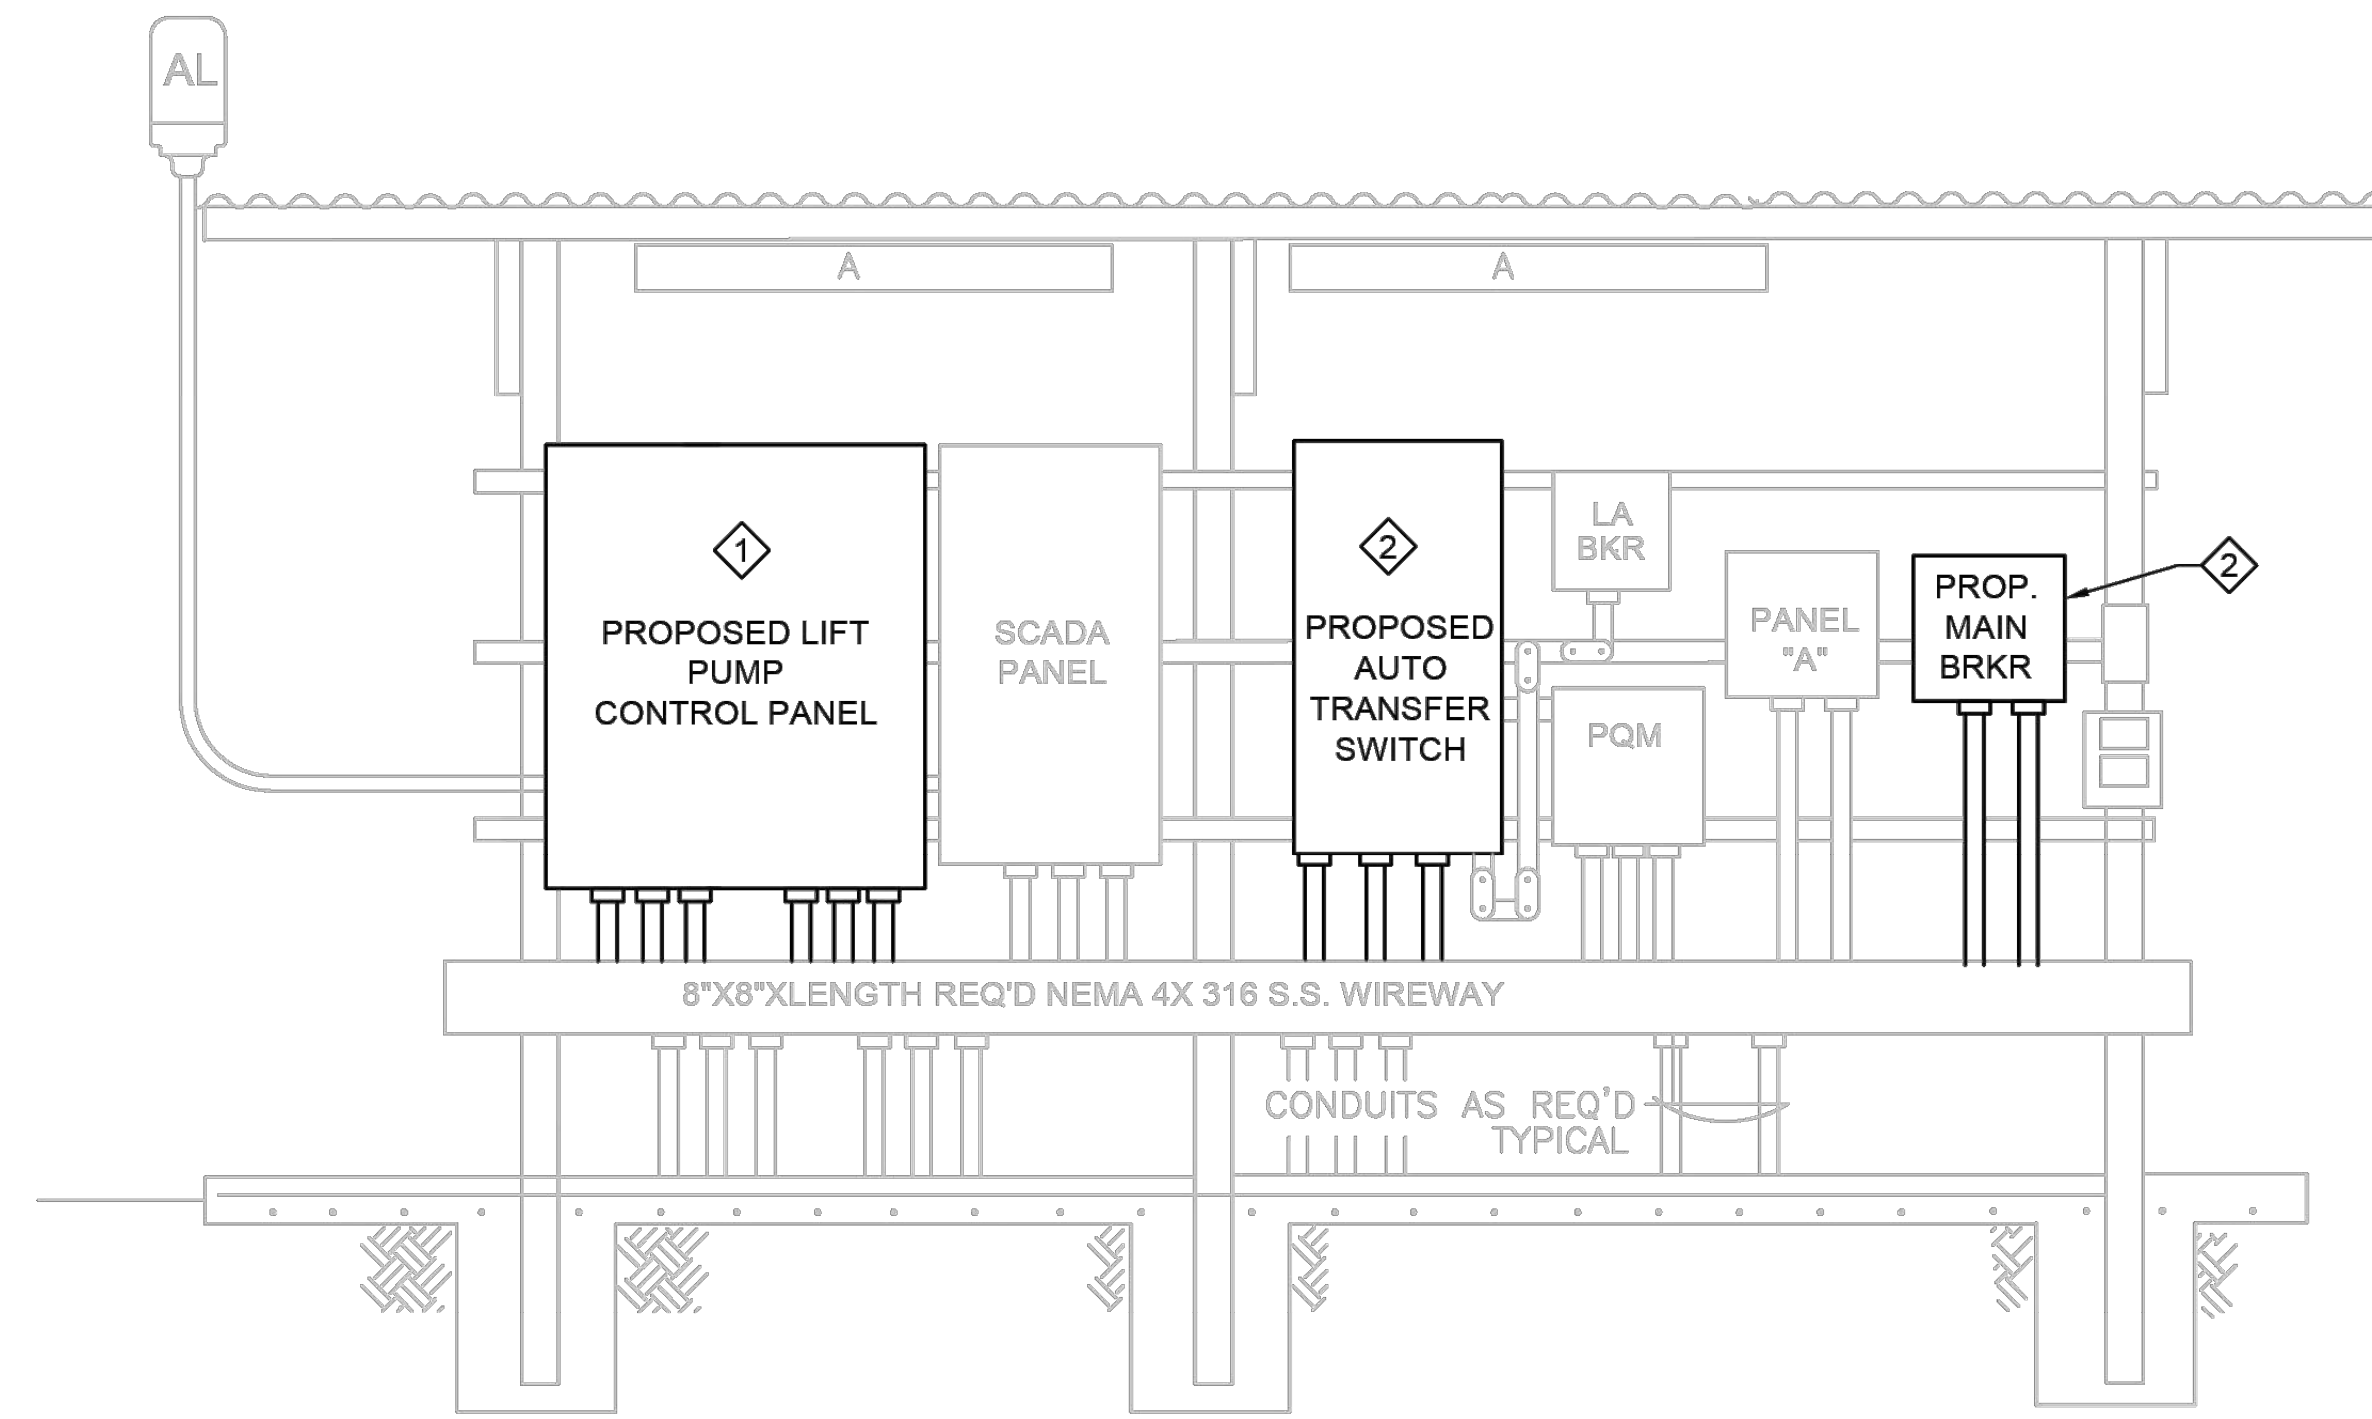 AL
A
A
1
PROPOSED LIFT
PUMP
CONTROL PANEL
SCADA
PANEL
2
PROPOSED
AUTO
TRANSFER
SWITCH
LA
BKR
PQM
PANEL
"A"
PROP.
MAIN
BRKR
2
8"X8"XLENGTH REQ'D NEMA 4X 316 S.S. WIREWAY
CONDUITS AS REQ'D
TYPICAL